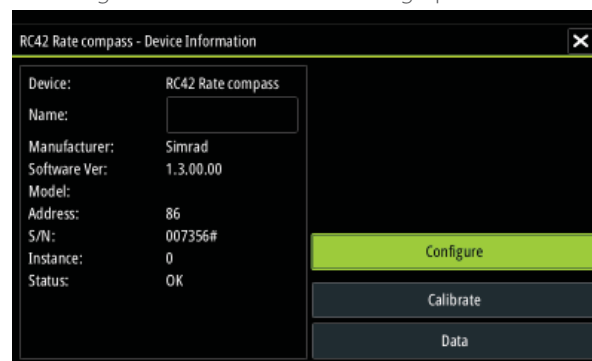 RC42 Rate compass - Device Information
Device: RC42 Rate compass
Name:
Manufacturer: Simrad
Software Ver: 1.3.00.00
Model:
Address: 86
S/N: 007356#
Instance: 0
Status: OK
Configure
Calibrate
Data